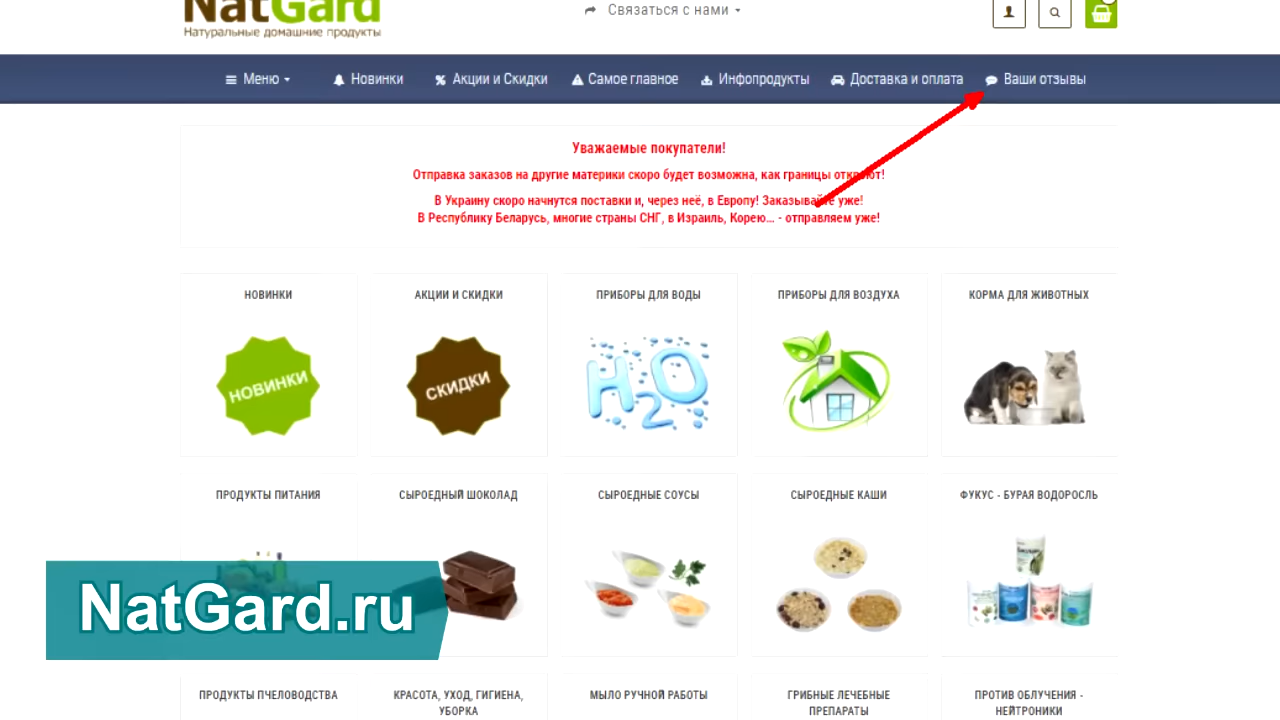 NatGard
Натуральные домашние продукты
Связаться с нами
Меню
Новинки
Акции и Скидки
Самое главное
Инфопродукты
Доставка и оплата
Ваши отзывы
Уважаемые покупатели!
Отправка заказов на другие материки скоро будет возможна, как границы откроют!
В Украину скоро начнутся поставки и, через неё, в Европу! Заказывайте уже!
В Республику Беларусь, многие страны СНГ, в Израиль, Корею... - отправляем уже!
НОВИНКИ
АКЦИИ И СКИДКИ
ПРИБОРЫ ДЛЯ ВОДЫ
ПРИБОРЫ ДЛЯ ВОЗДУХА
КОРМА ДЛЯ ЖИВОТНЫХ
НОВИНКИ
СКИДКИ
H2O
ПРОДУКТЫ ПИТАНИЯ
СЫРОЕДНЫЙ ШОКОЛАД
СЫРОЕДНЫЕ СОУСЫ
СЫРОЕДНЫЕ КАШИ
ФУКУС - БУРАЯ ВОДОРОСЛЬ
NatGard.ru
ПРОДУКТЫ ПЧЕЛОВОДСТВА
КРАСОТА, УХОД, ГИГИЕНА,
УБОРКА
МЫЛО РУЧНОЙ РАБОТЫ
ГРИБНЫЕ ЛЕЧЕБНЫЕ
ПРЕПАРАТЫ
ПРОТИВ ОБЛУЧЕНИЯ -
НЕЙТРОНИКИ